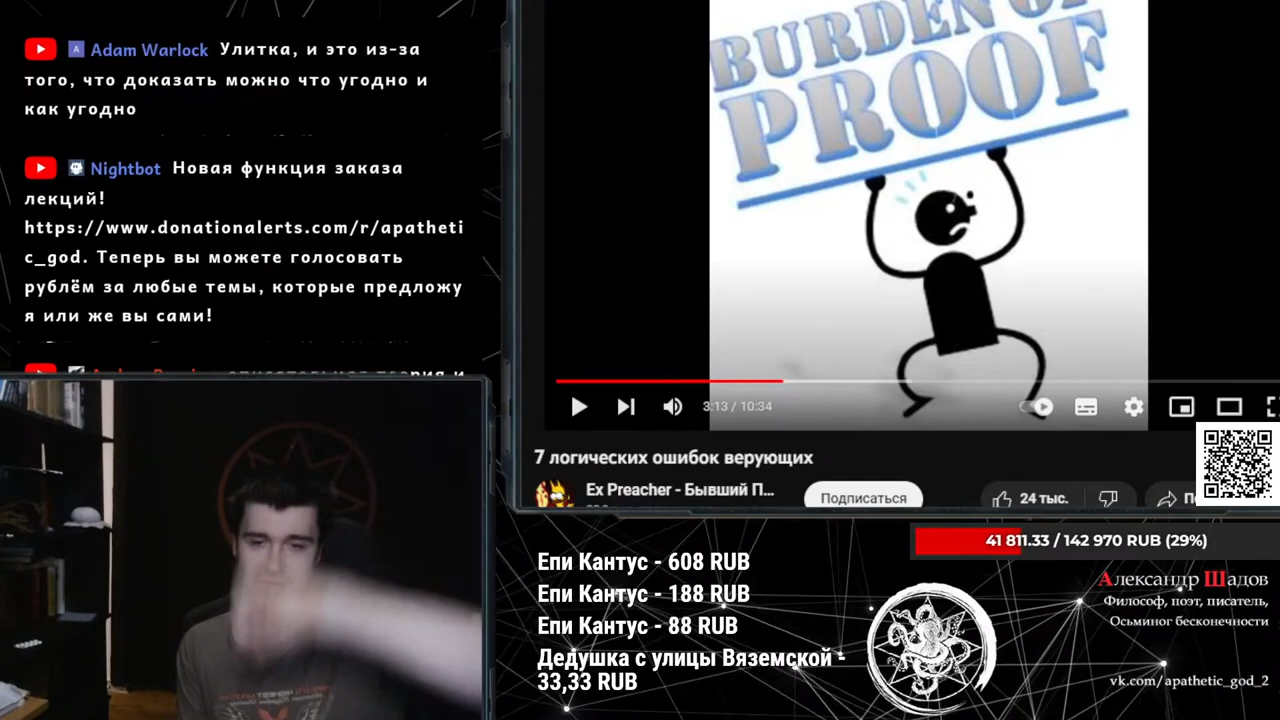 Adam Warlock Улитка, и это из-за
того, что доказать можно что угодно и
как угодно
Nightbot Новая функция заказа
лекций!
https://www.donationalerts.com/r/apatheti
c_god. Теперь вы можете голосовать
рублём за любые темы, которые предложу
я или же вы сами!
BURDEN OF
PROOF
3:13 / 10:34
7 логических ошибок верующих
Ex Preacher - Бывший П...
Подписаться
24 тыс.
41 811.33 / 142 970 RUB (29%)
Епи Кантус - 608 RUB
Епи Кантус - 188 RUB
Епи Кантус - 88 RUB
Дедушка с улицы Вяземской -
33,33 RUB
Александр Шадов
Философ, поэт, писатель,
Осьминог бесконечности
vk.com/apathetic_god_2